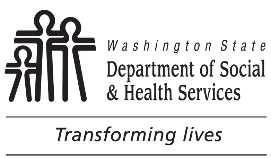 Washington State
Department of Social
& Health Services
Transforming lives